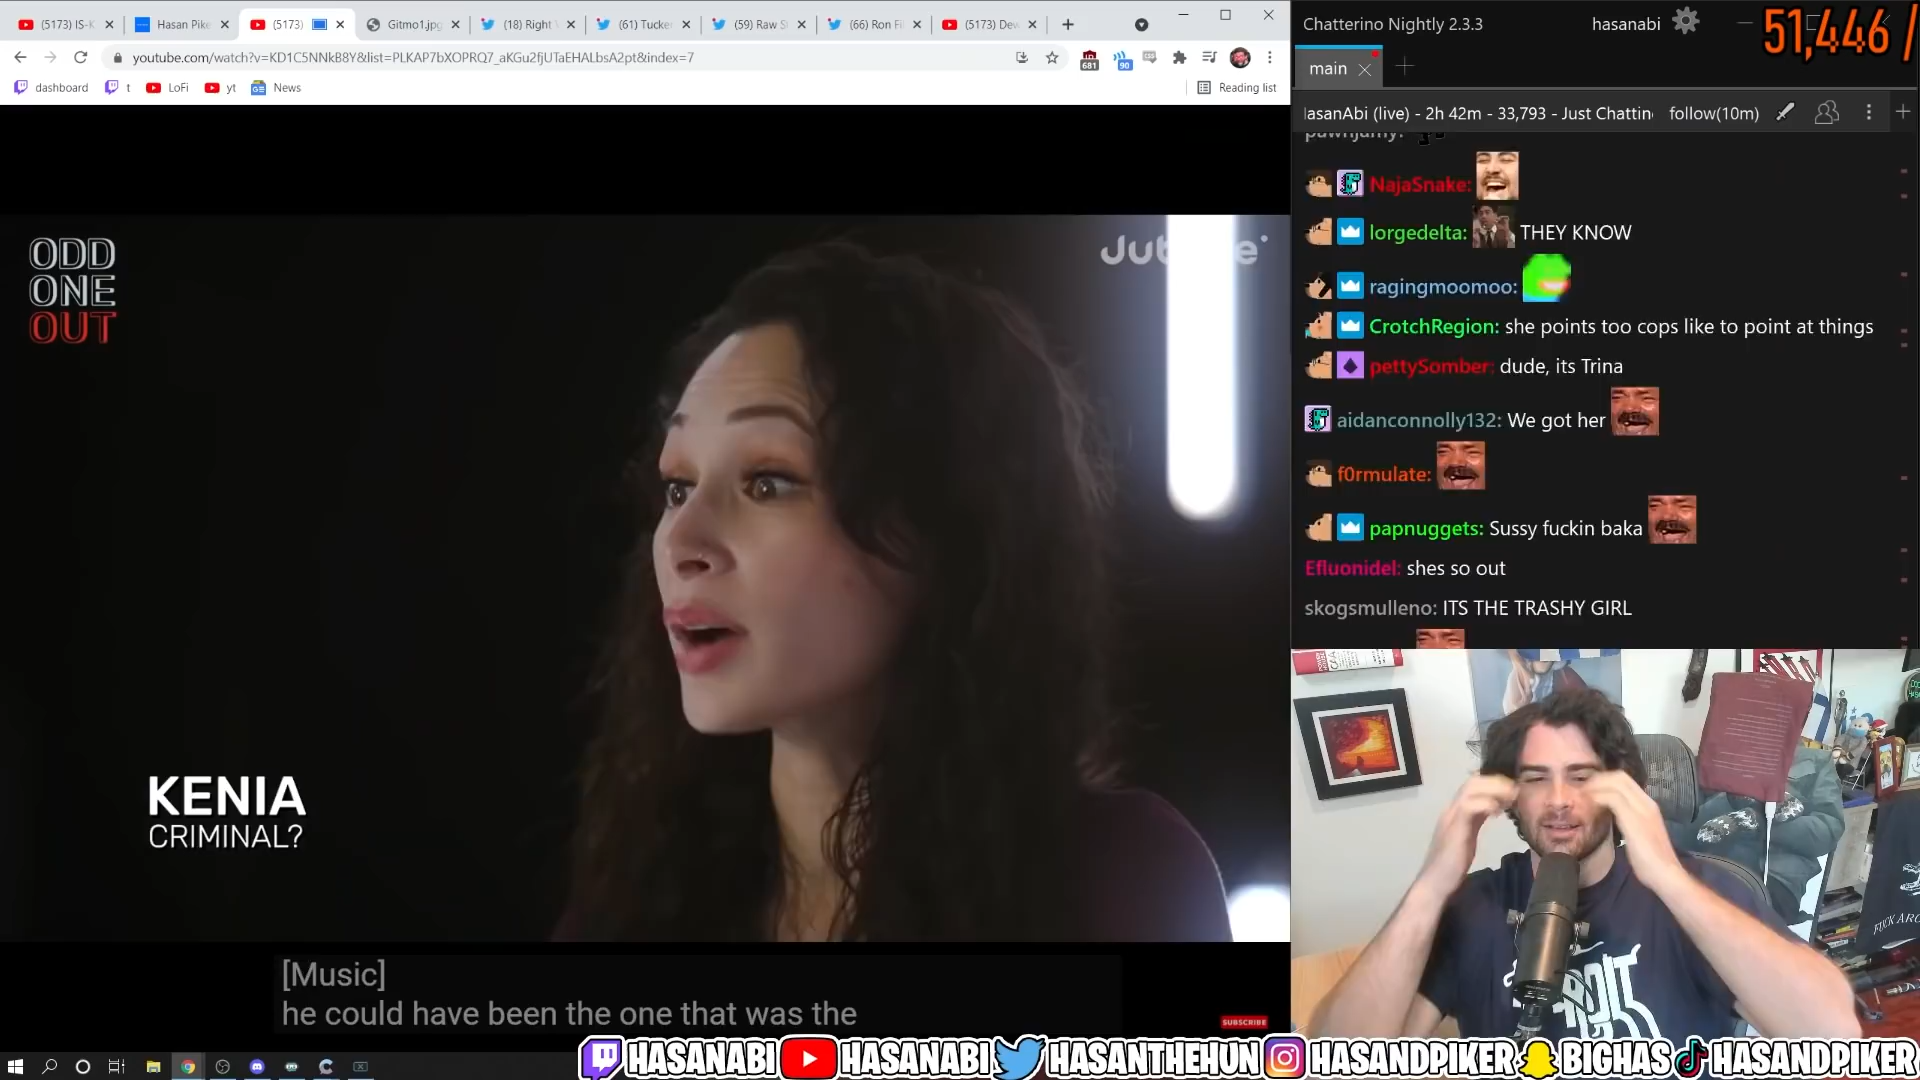 (5173) IS-K
Hasan Pike
(5173)
Gitmo1.jpg
(18) Right
(61) Tucke
(59) Raw S
(66) Ron Fi
(5173) Dev
youtube.com/watch?v=KD1C5NNkB8Y&list=PLKAP7bXOPRQ7_aKGu2fjUTaEHALbsA2pt&index=7
681
90
dashboard
t
LoFi
yt
News
Reading list
ODD
ONE
OUT
Jub e
KENIA
CRIMINAL?
[Music]
he could have been the one that was the
SUBSCRIBE
Chatterino Nightly 2.3.3
hasanabi
51,446 /
main
asanAbi (live) - 2h 42m - 33,793 - Just Chattin
follow(10m)
NajaSnake:
lorgedelta: THEY KNOW
ragingmoomoo:
CrotchRegion: she points too cops like to point at things
pettySomber: dude, its Trina
aidanconnolly132: We got her
f0rmulate:
papnuggets: Sussy fuckin baka
Efluonidel: shes so out
skogsmulleno: ITS THE TRASHY GIRL
HASANABI HASANABI HASANTHEHUN HASANDPIKER BIGHAS HASANDPIKER